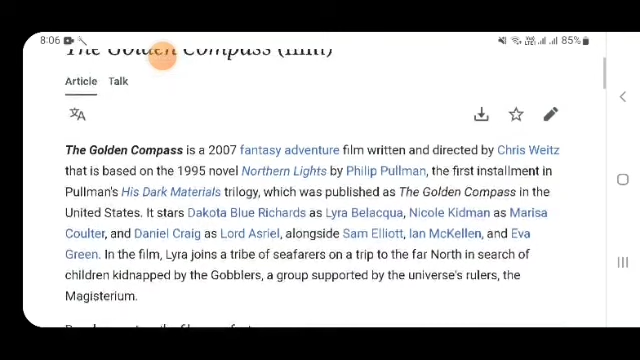 8:06 85%
The Golden Compass (film)
Article Talk
The Golden Compass is a 2007 fantasy adventure film written and directed by Chris Weitz
that is based on the 1995 novel Northern Lights by Philip Pullman, the first installment in
Pullman's His Dark Materials trilogy, which was published as The Golden Compass in the
United States. It stars Dakota Blue Richards as Lyra Belacqua, Nicole Kidman as Marisa
Coulter, and Daniel Craig as Lord Asriel, alongside Sam Elliott, Ian McKellen, and Eva
Green. In the film, Lyra joins a tribe of seafarers on a trip to the far North in search of
children kidnapped by the Gobblers, a group supported by the universe's rulers, the
Magisterium.